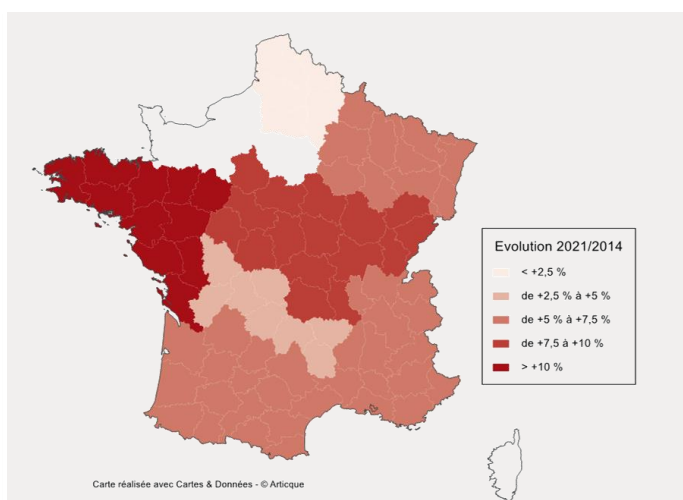 Evolution 2021/2014
< +2,5 %
de +2,5 % à +5 %
de +5 % à +7,5 %
de +7,5 à +10 %
> +10 %
Carte réalisée avec Cartes & Données - © Articque